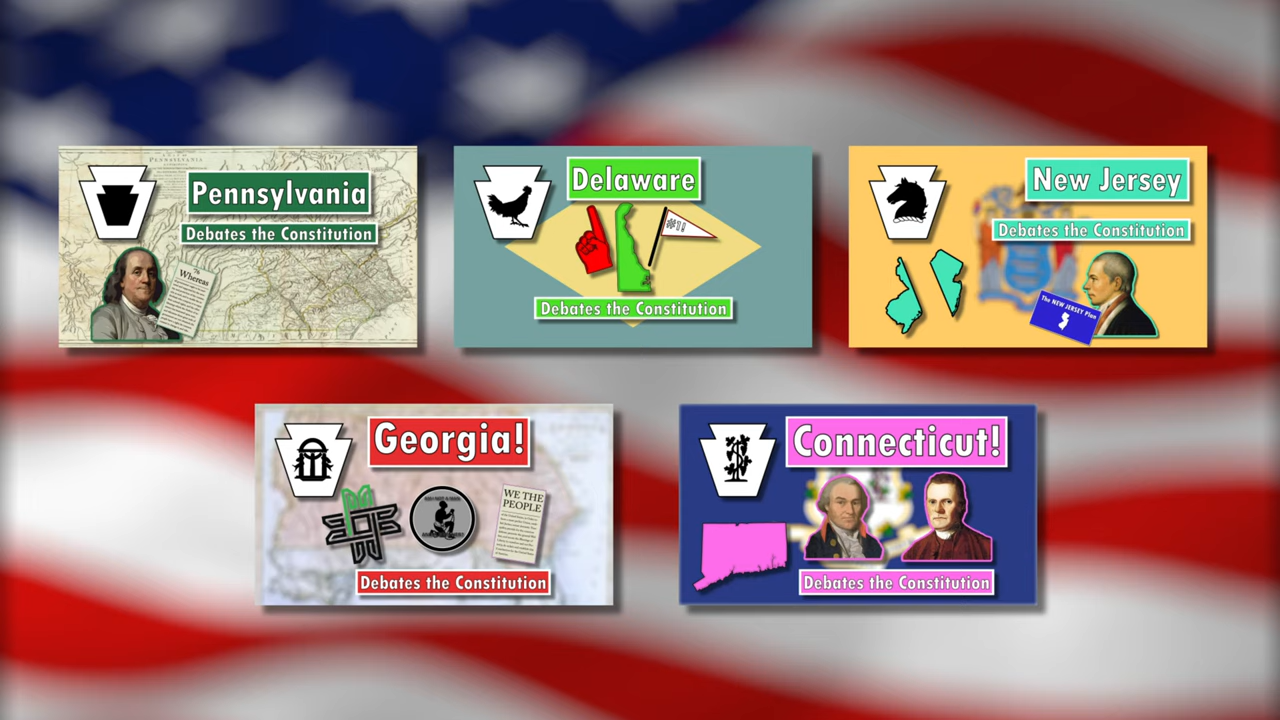 Pennsylvania
Debates the Constitution
Whereas
Delaware
#1!
Debates the Constitution
New Jersey
Debates the Constitution
The NEW JERSEY Plan
Georgia!
WE THE
PEOPLE
Debates the Constitution
Connecticut!
Debates the Constitution